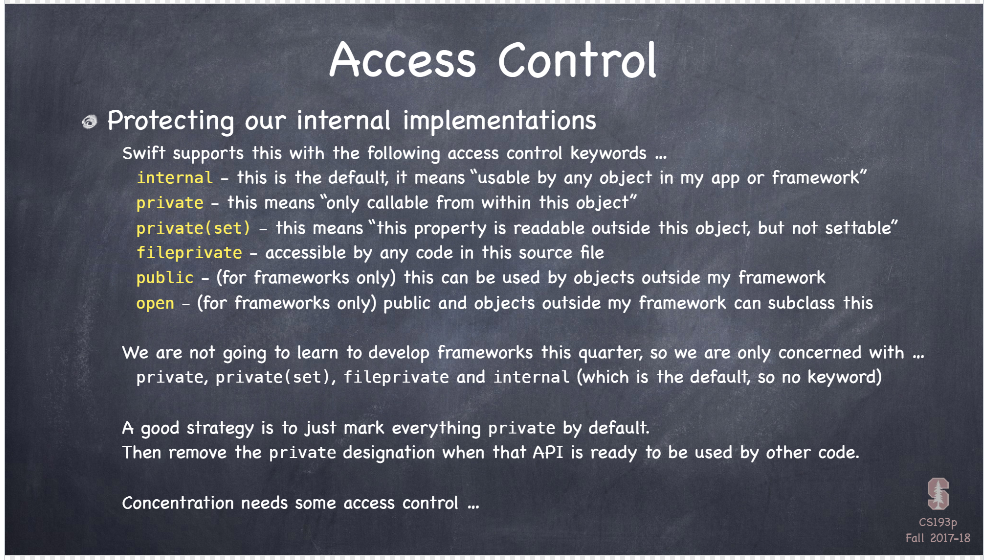 Access Control
Protecting our internal implementations
Swift supports this with the following access control keywords ...
internal - this is the default, it means “usable by any object in my app or framework”
private - this means “only callable from within this object”
private(set) - this means “this property is readable outside this object, but not settable”
fileprivate - accessible by any code in this source file
public - (for frameworks only) this can be used by objects outside my framework
open - (for frameworks only) public and objects outside my framework can subclass this
We are not going to learn to develop frameworks this quarter, so we are only concerned with ...
private, private(set), fileprivate and internal (which is the default, so no keyword)
A good strategy is to just mark everything private by default.
Then remove the private designation when that API is ready to be used by other code.
Concentration needs some access control ...
CS193p
Fall 2017-18